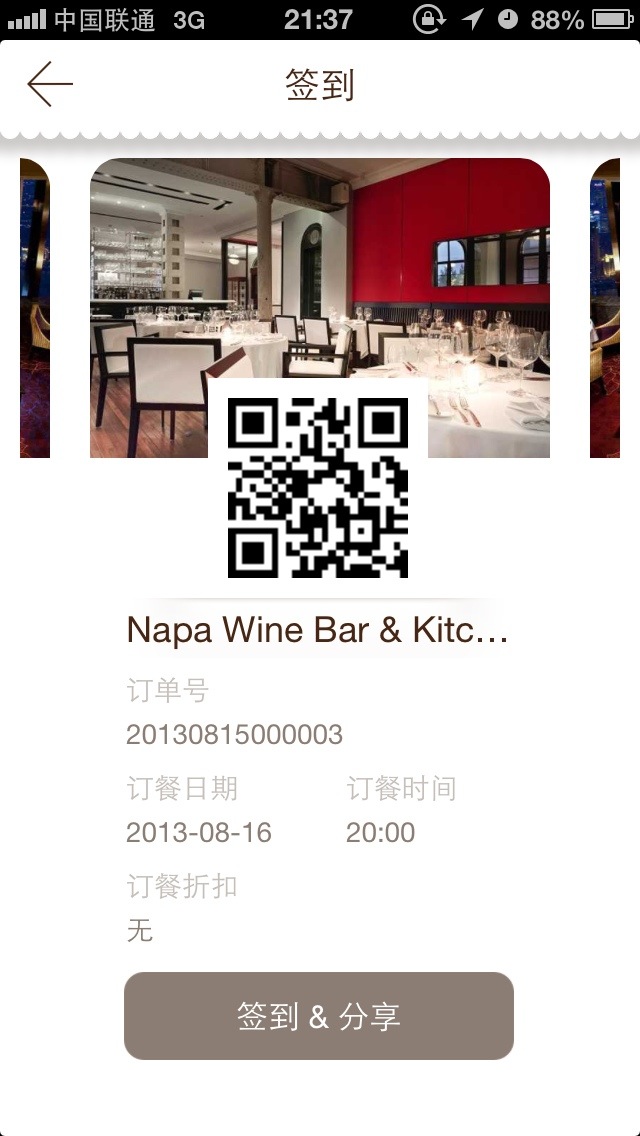 中国联通 3G 21:37 88%
签到
Napa Wine Bar & Kitc...
订单号
20130815000003
订餐日期 订餐时间
2013-08-16 20:00
订餐折扣
无
签到 & 分享